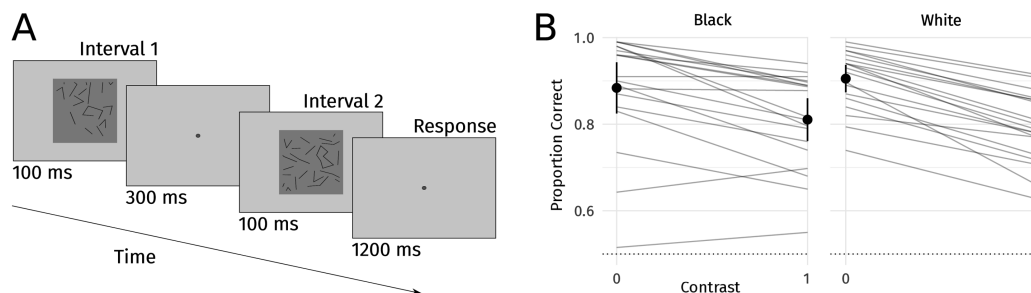 A
Interval 1
100 ms
300 ms
Interval 2
100 ms
Response
1200 ms
Time
B
Black
White
Proportion Correct
1.0
0.8
0.6
0
1
0
Contrast